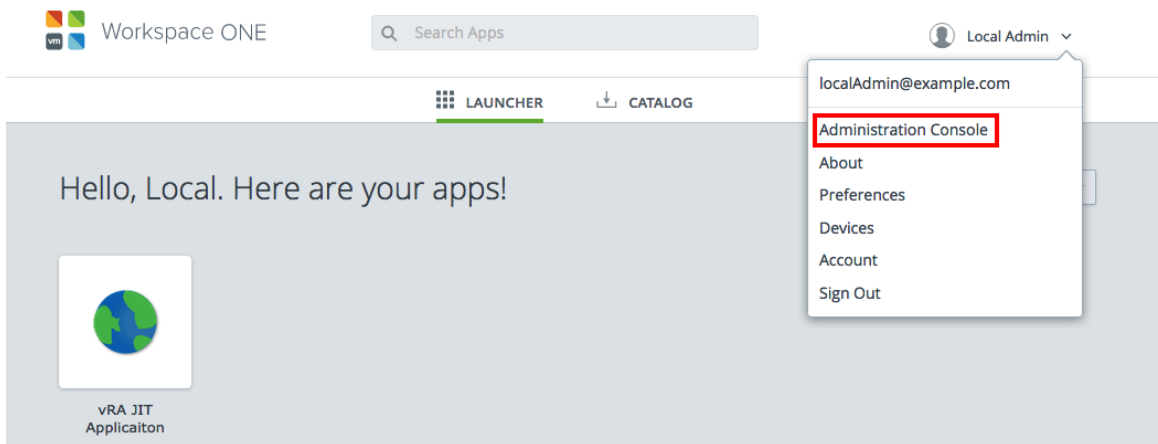 vm
Workspace ONE
Search Apps
Local Admin
LAUNCHER
CATALOG
localAdmin@example.com
Administration Console
About
Preferences
Devices
Account
Sign Out
Hello, Local. Here are your apps!
vRA JIT
Applicaiton